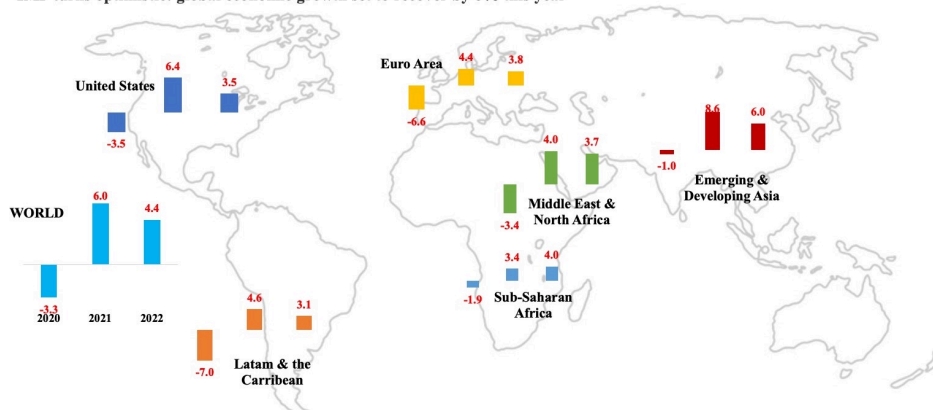 United States
6.4
3.5
-3.5
Euro Area
4.4
3.8
-6.6
4.0
3.7
-3.4
Middle East &
North Africa
8.6
6.0
-1.0
Emerging &
Developing Asia
WORLD
6.0
4.4
-3.3
2020
2021
2022
3.4
4.0
-1.9
Sub-Saharan
Africa
4.6
3.1
-7.0
Latam & the
Carribean